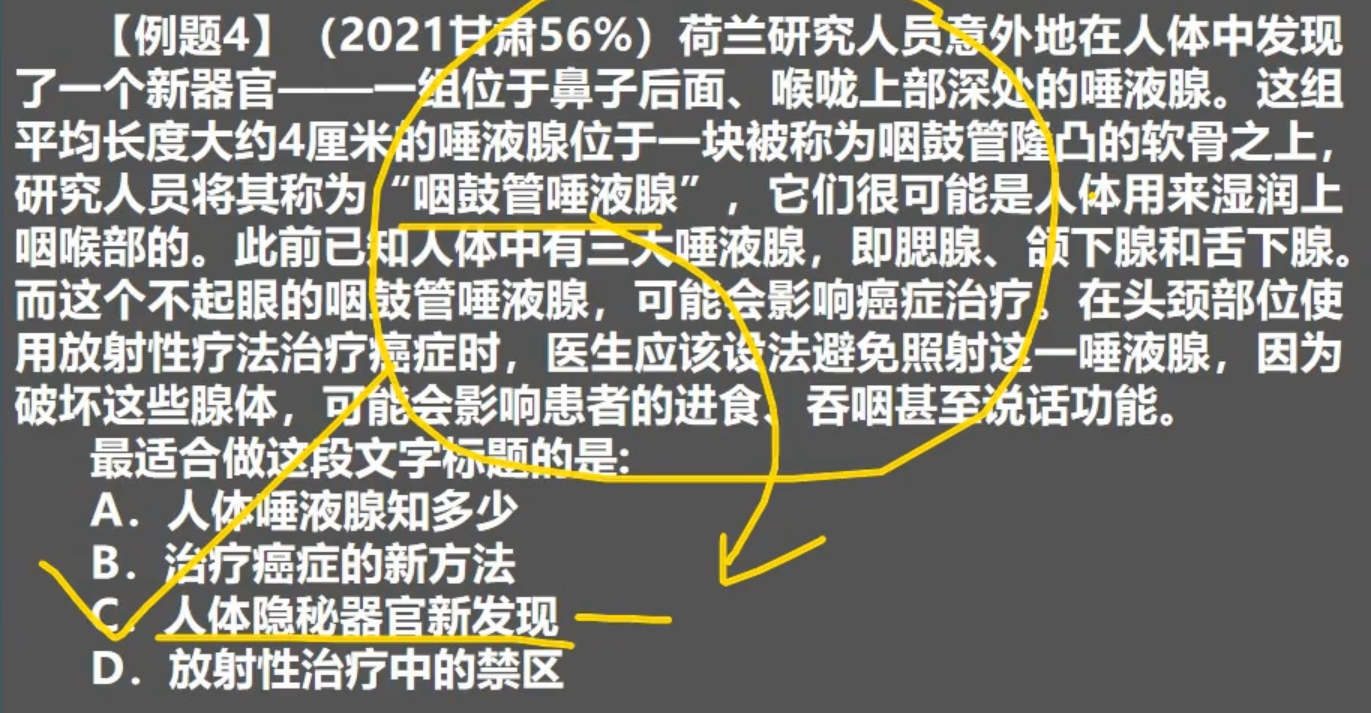 【例题4】（2021甘肃56%）荷兰研究人员意外地在人体中发现
了一个新器官——一组位于鼻子后面、喉咙上部深处的唾液腺。这组
平均长度大约4厘米的唾液腺位于一块被称为咽鼓管隆凸的软骨之上，
研究人员将其称为“咽鼓管唾液腺”，它们很可能是人体用来湿润上
咽喉部的。此前已知人体中有三大唾液腺，即腮腺、颌下腺和舌下腺。
而这个不起眼的咽鼓管唾液腺，可能会影响癌症治疗。在头颈部位使
用放射性疗法治疗癌症时，医生应该设法避免照射这一唾液腺，因为
破坏这些腺体，可能会影响患者的进食、吞咽甚至说话功能。
最适合做这段文字标题的是：
A．人体唾液腺知多少
B．治疗癌症的新方法
C．人体隐秘器官新发现
D．放射性治疗中的禁区